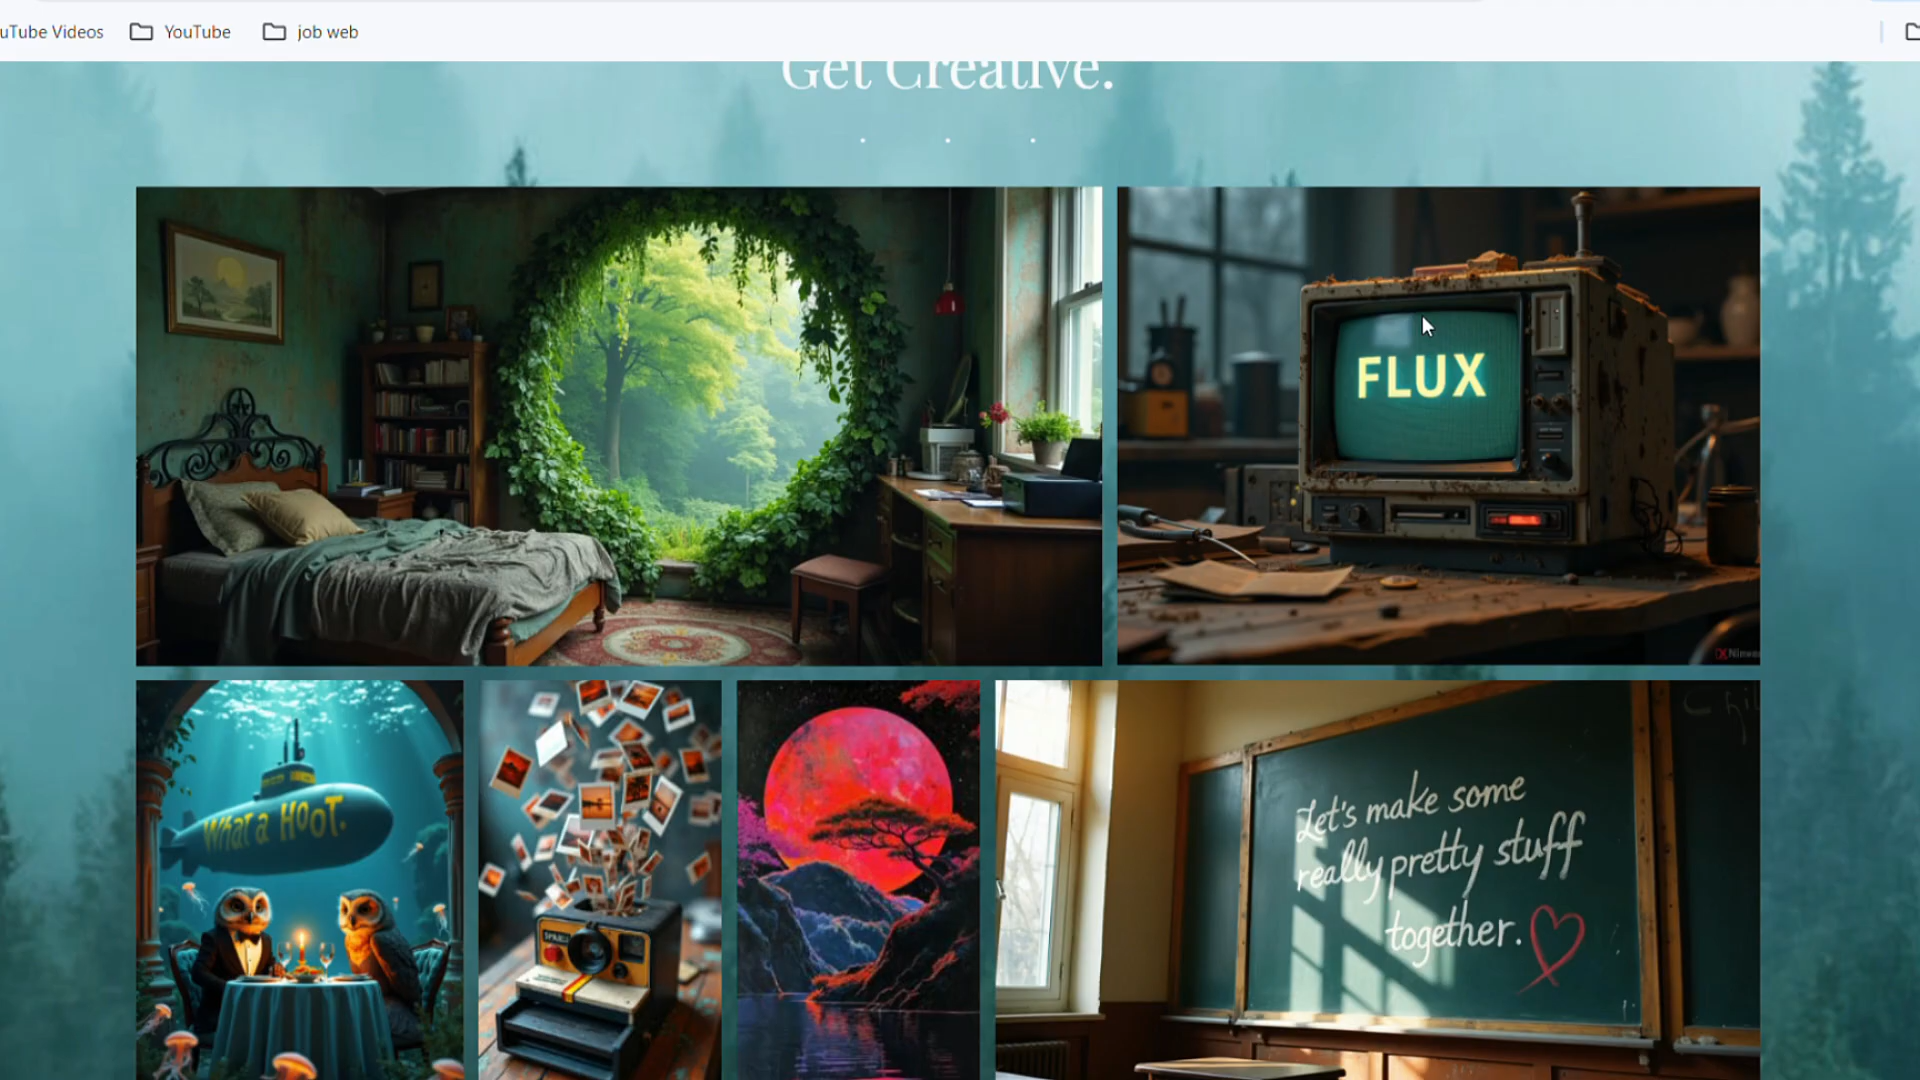 uTube Videos
YouTube
job web
Get Creative.
FLUX
What a HOOT.
Let's make some
really pretty stuff
together.